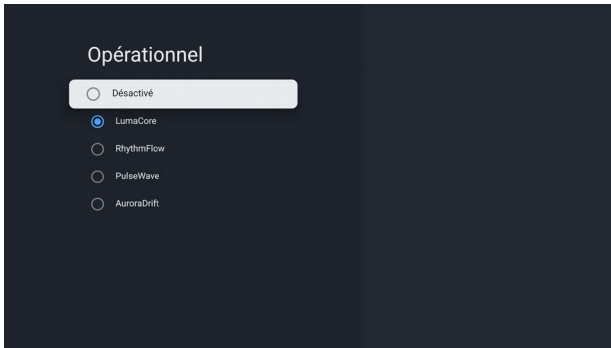 Opérationnel
Désactivé
LumaCore
RhythmFlow
PulseWave
AuroraDrift